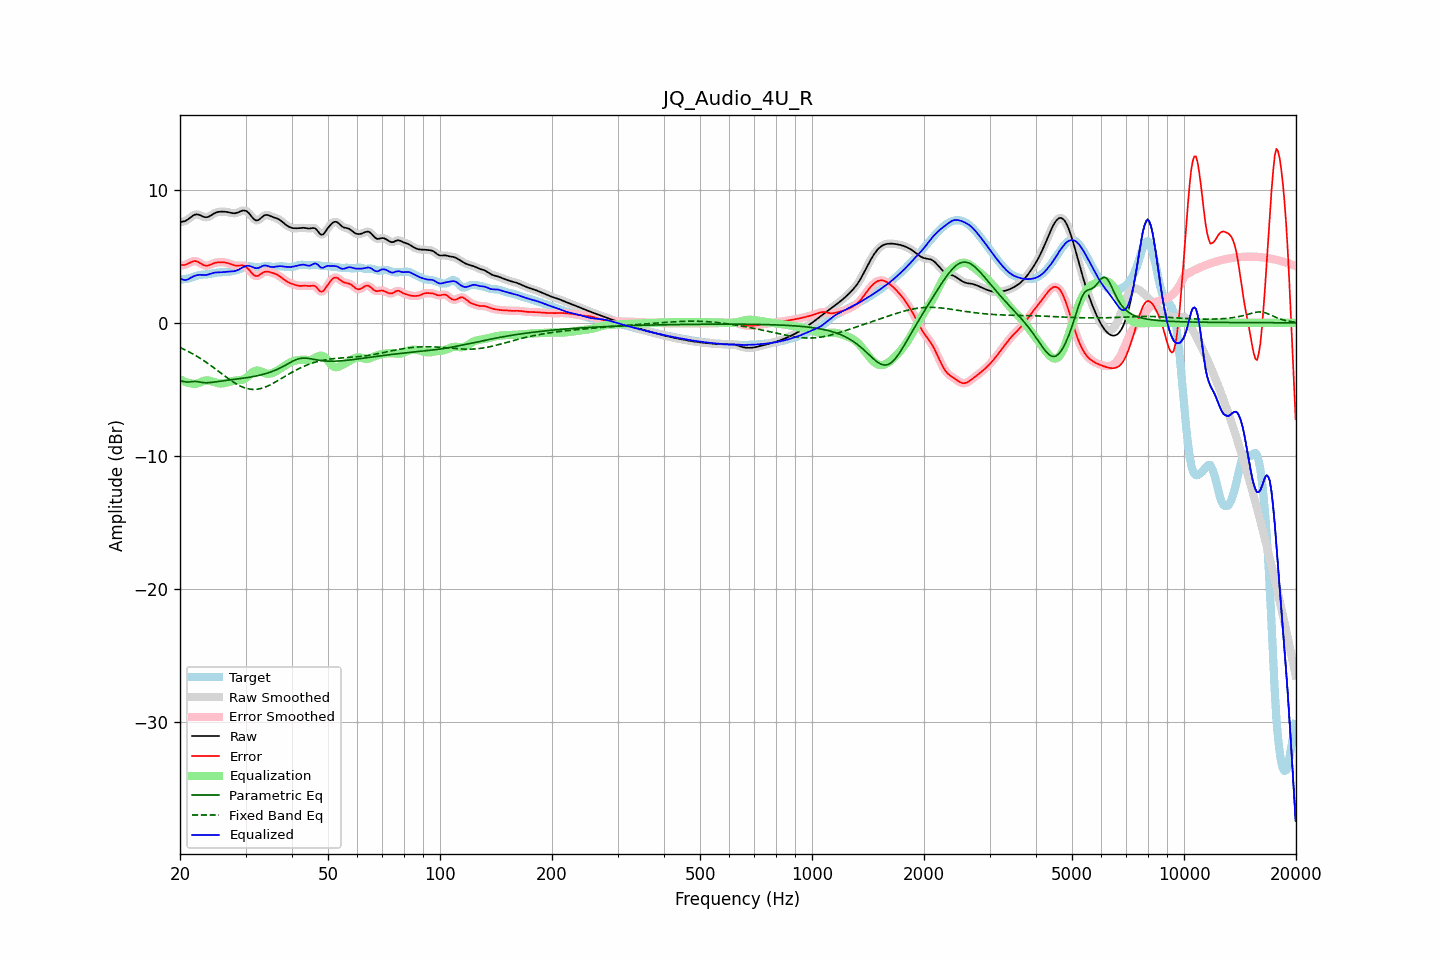 JQ_Audio_4U_R
10
0
−10
−20
−30
Amplitude (dBr)
Target
Raw Smoothed
Error Smoothed
Raw
Error
Equalization
Parametric Eq
Fixed Band Eq
Equalized
20 50 100 200 500 1000 2000 5000 10000 20000
Frequency (Hz)